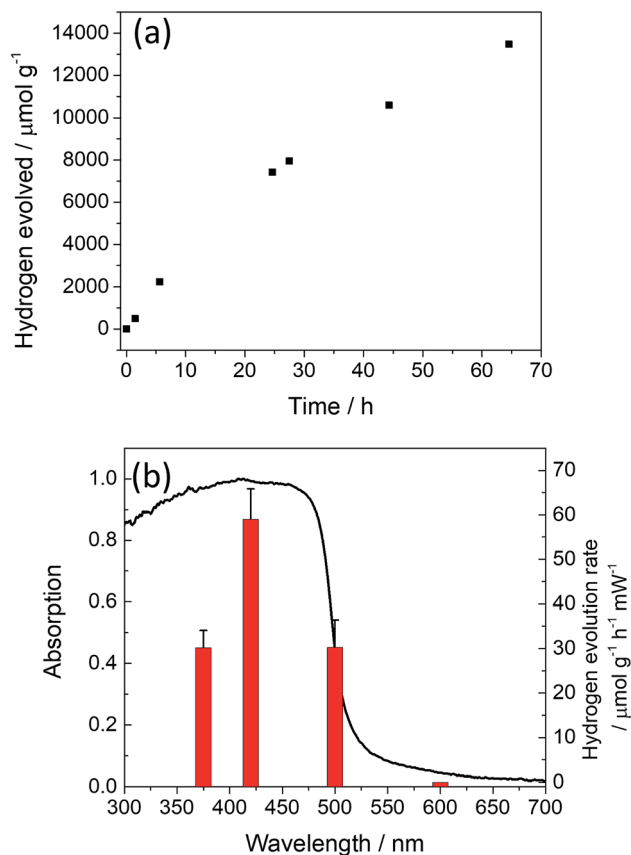 (a)
14000
12000
10000
8000
6000
4000
2000
0
Hydrogen evolved / μmol g⁻¹
0 10 20 30 40 50 60 70
Time / h
(b)
1.0
0.8
0.6
0.4
0.2
0.0
Absorption
70
60
50
40
30
20
10
0
Hydrogen evolution rate
/ μmol g⁻¹ h⁻¹ mW⁻¹
300 350 400 450 500 550 600 650 700
Wavelength / nm